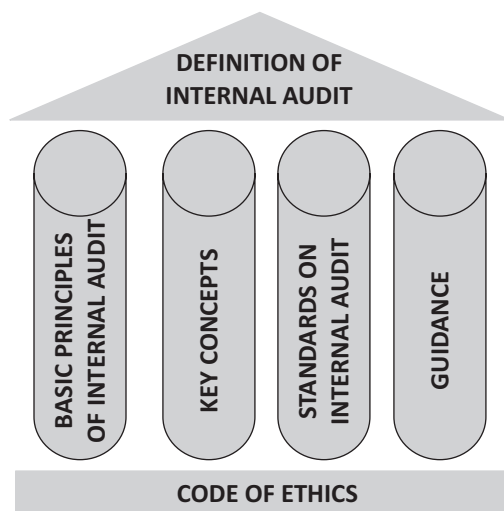 DEFINITION OF
INTERNAL AUDIT
BASIC PRINCIPLES
OF INTERNAL AUDIT
KEY CONCEPTS
STANDARDS ON
INTERNAL AUDIT
GUIDANCE
CODE OF ETHICS